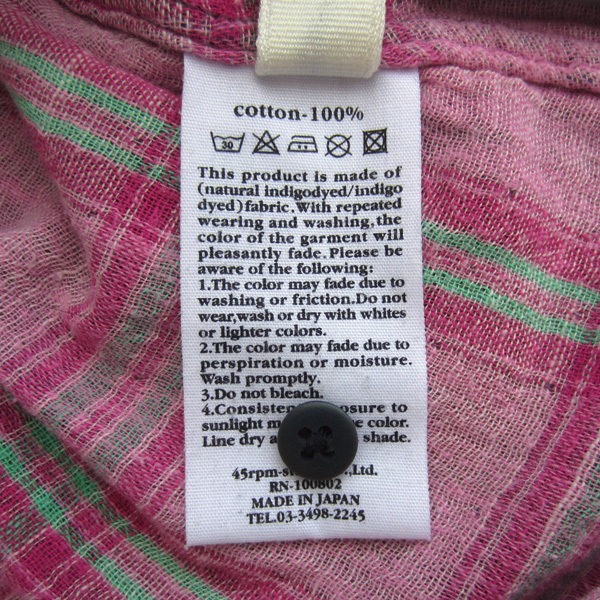 cotton-100%
30
This product is made of
(natural indigodyed/indigo
dyed)fabric.With repeated
wearing and washing,the
color of the garment will
pleasantly fade.Please be
aware of the following:
1.The color may fade due to
washing or friction.Do not
wear,wash or dry with whites
or lighter colors.
2.The color may fade due to
perspiration or moisture.
Wash promptly.
3.Do not bleach.
4.Consistent to
sunlight color.
Line dry shade.
45rpm- Ltd.
RN-100802
MADE IN JAPAN
TEL.03-3498-2245